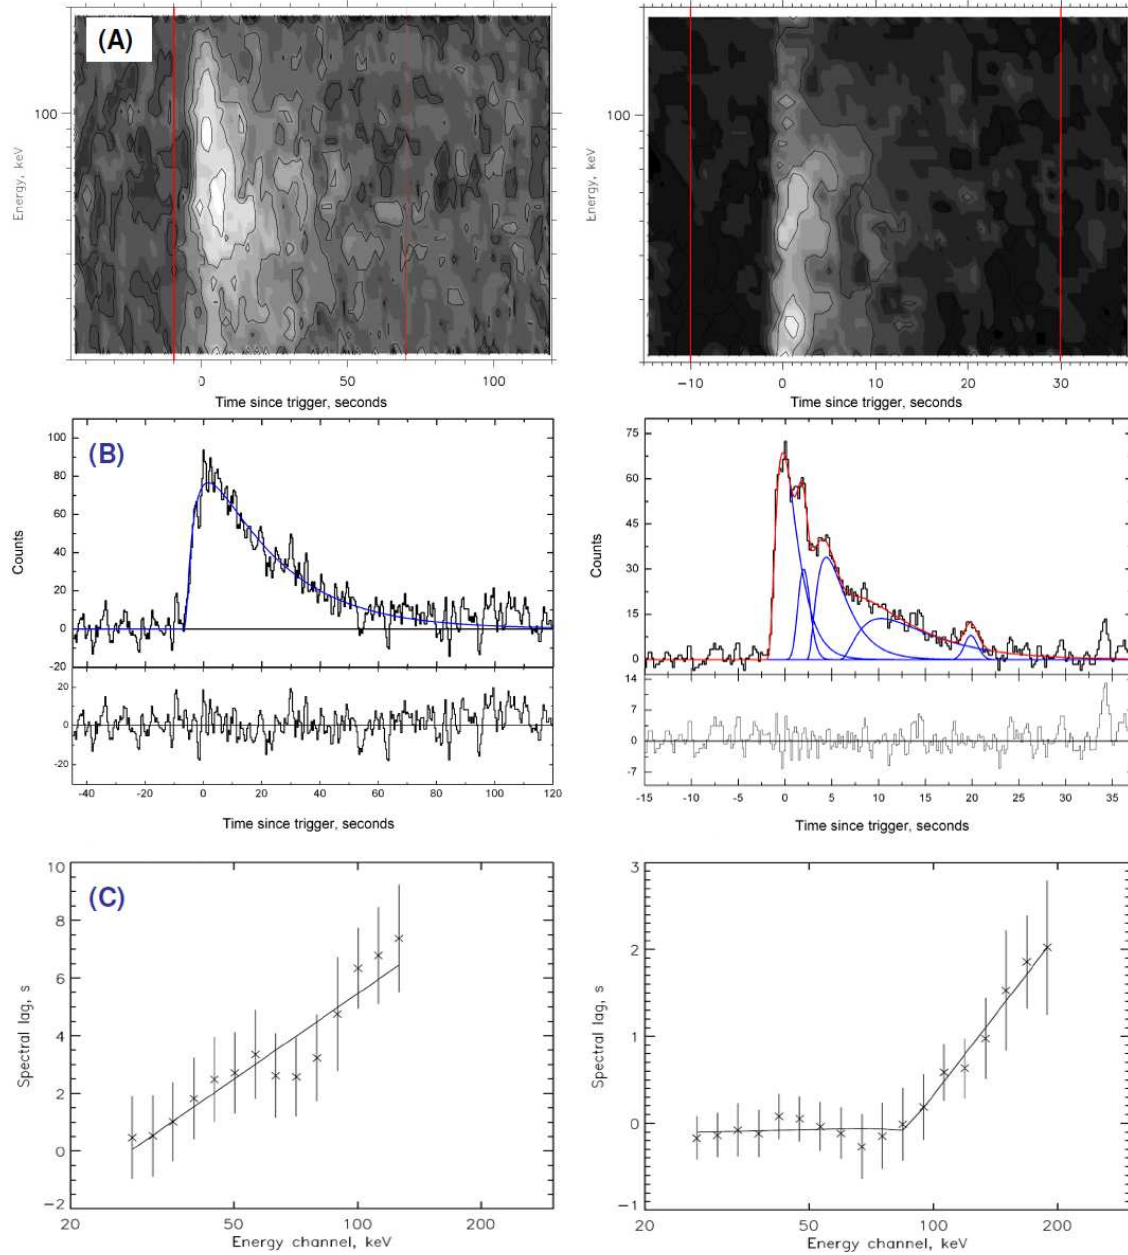 (A)
Energy, keV
100
0 50 100
Time since trigger, seconds
Energy, keV
100
−10 0 10 20 30
Time since trigger, seconds
(B)
Counts
100
80
60
40
20
0
-20
20
0
-20
-40 -20 0 20 40 60 80 100 120
Time since trigger, seconds
Counts
75
60
45
30
15
0
14
7
0
-7
-15 -10 -5 0 5 10 15 20 25 30 35
Time since trigger, seconds
(C)
Spectral lag, s
10
8
6
4
2
0
−2
20 50 100 200
Energy channel, keV
Spectral lag, s
3
2
1
0
−1
20 50 100 200
Energy channel, keV